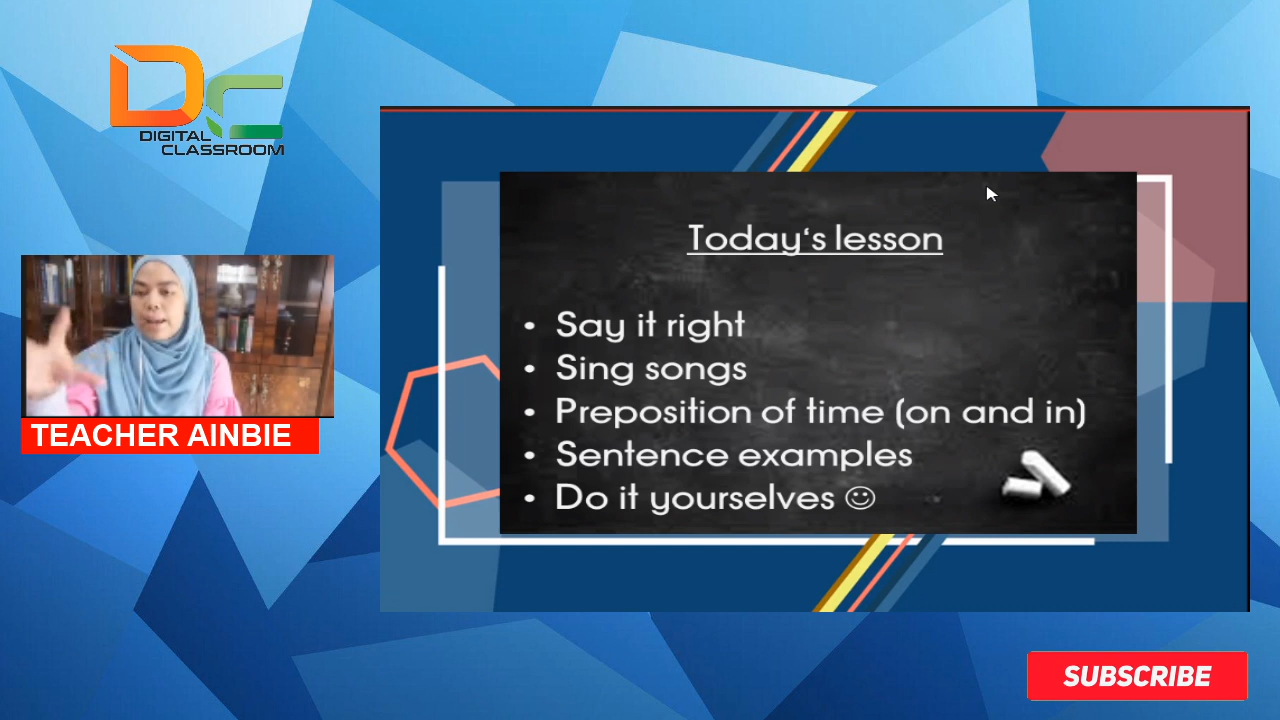 DIGITAL
CLASSROOM
TEACHER AINBIE
Today's lesson
• Say it right
• Sing songs
• Preposition of time (on and in)
• Sentence examples
• Do it yourselves ☺
SUBSCRIBE